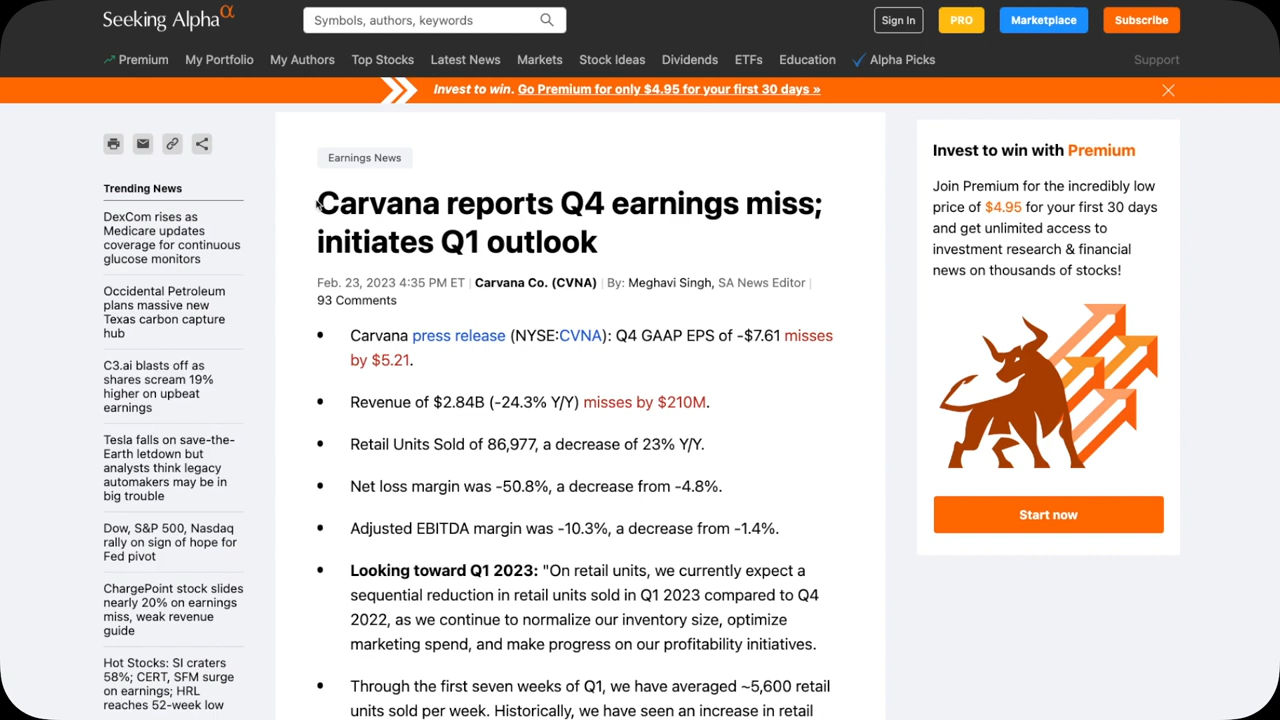 Seeking Alpha α
Symbols, authors, keywords
Sign In
PRO
Marketplace
Subscribe
Premium
My Portfolio
My Authors
Top Stocks
Latest News
Markets
Stock Ideas
Dividends
ETFs
Education
Alpha Picks
Support
Invest to win. Go Premium for only $4.95 for your first 30 days »
Trending News
DexCom rises as
Medicare updates
coverage for continuous
glucose monitors
Occidental Petroleum
plans massive new
Texas carbon capture
hub
C3.ai blasts off as
shares scream 19%
higher on upbeat
earnings
Tesla falls on save-the-
Earth letdown but
analysts think legacy
automakers may be in
big trouble
Dow, S&P 500, Nasdaq
rally on sign of hope for
Fed pivot
ChargePoint stock slides
nearly 20% on earnings
miss, weak revenue
guide
Hot Stocks: SI craters
58%; CERT, SFM surge
on earnings; HRL
reaches 52-week low
Earnings News
Carvana reports Q4 earnings miss;
initiates Q1 outlook
Feb. 23, 2023 4:35 PM ET | Carvana Co. (CVNA) | By: Meghavi Singh, SA News Editor |
93 Comments
• Carvana press release (NYSE:CVNA): Q4 GAAP EPS of -$7.61 misses
by $5.21.
• Revenue of $2.84B (-24.3% Y/Y) misses by $210M.
• Retail Units Sold of 86,977, a decrease of 23% Y/Y.
• Net loss margin was -50.8%, a decrease from -4.8%.
• Adjusted EBITDA margin was -10.3%, a decrease from -1.4%.
• Looking toward Q1 2023: "On retail units, we currently expect a
sequential reduction in retail units sold in Q1 2023 compared to Q4
2022, as we continue to normalize our inventory size, optimize
marketing spend, and make progress on our profitability initiatives.
• Through the first seven weeks of Q1, we have averaged ~5,600 retail
units sold per week. Historically, we have seen an increase in retail
Invest to win with Premium
Join Premium for the incredibly low
price of $4.95 for your first 30 days
and get unlimited access to
investment research & financial
news on thousands of stocks!
Start now